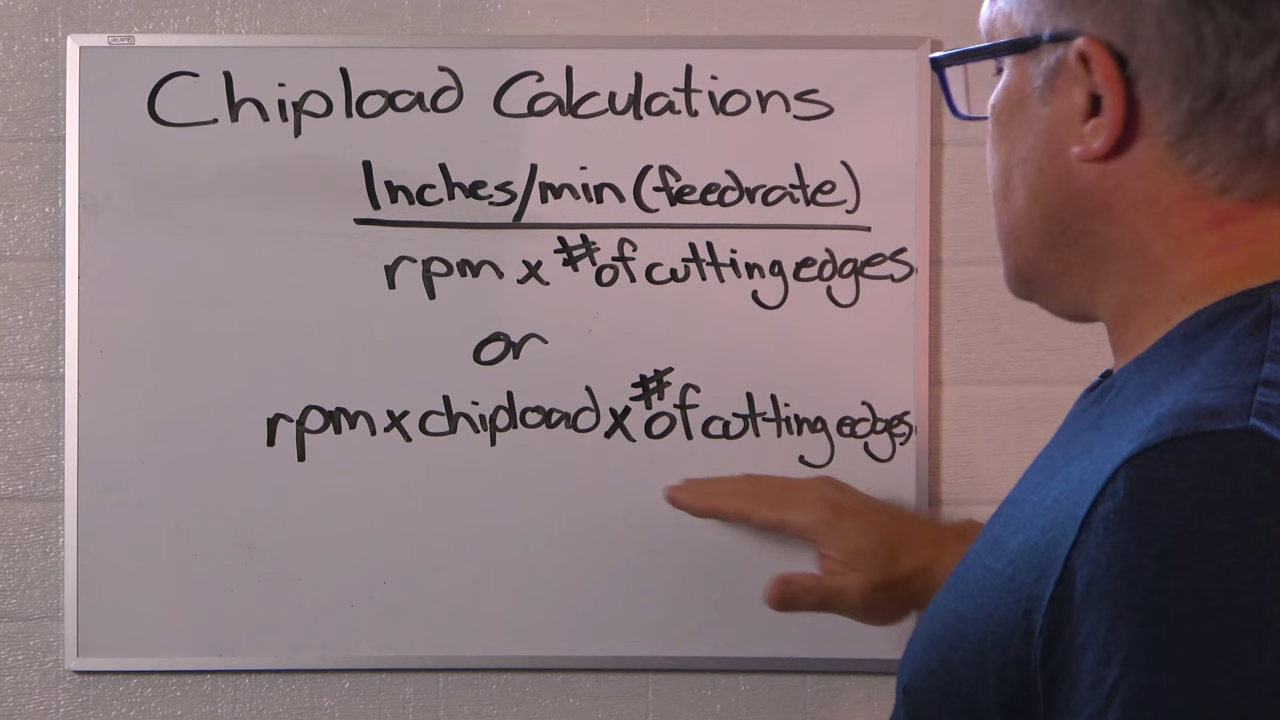 Chipload Calculations
Inches/min (feedrate)
rpm x # of cutting edges
or
rpm x chipload x # of cutting edges